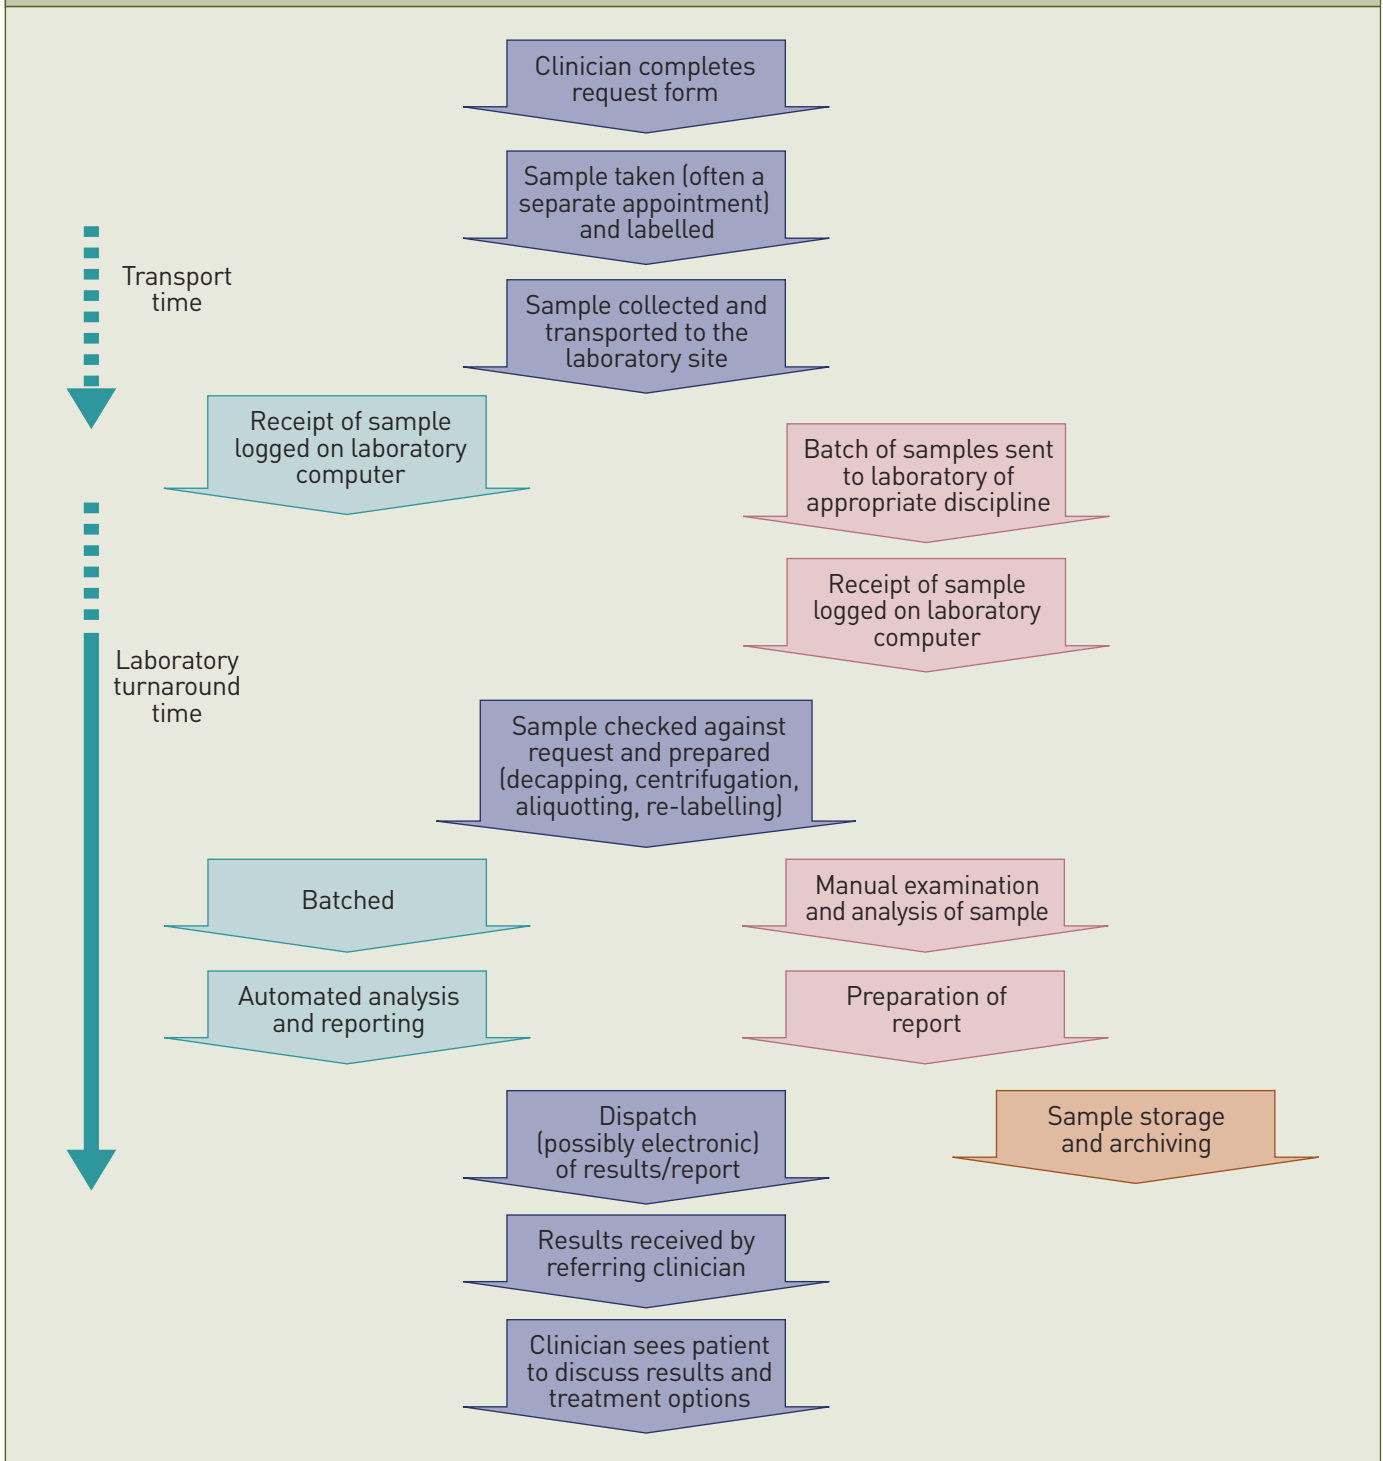 Clinician completes
request form
Sample taken (often a
separate appointment)
and labelled
Transport
time
Sample collected and
transported to the
laboratory site
Receipt of sample
logged on laboratory
computer
Batch of samples sent
to laboratory of
appropriate discipline
Receipt of sample
logged on laboratory
computer
Laboratory
turnaround
time
Sample checked against
request and prepared
(decapping, centrifugation,
aliquotting, re-labelling)
Batched
Manual examination
and analysis of sample
Automated analysis
and reporting
Preparation of
report
Dispatch
(possibly electronic)
of results/report
Sample storage
and archiving
Results received by
referring clinician
Clinician sees patient
to discuss results and
treatment options